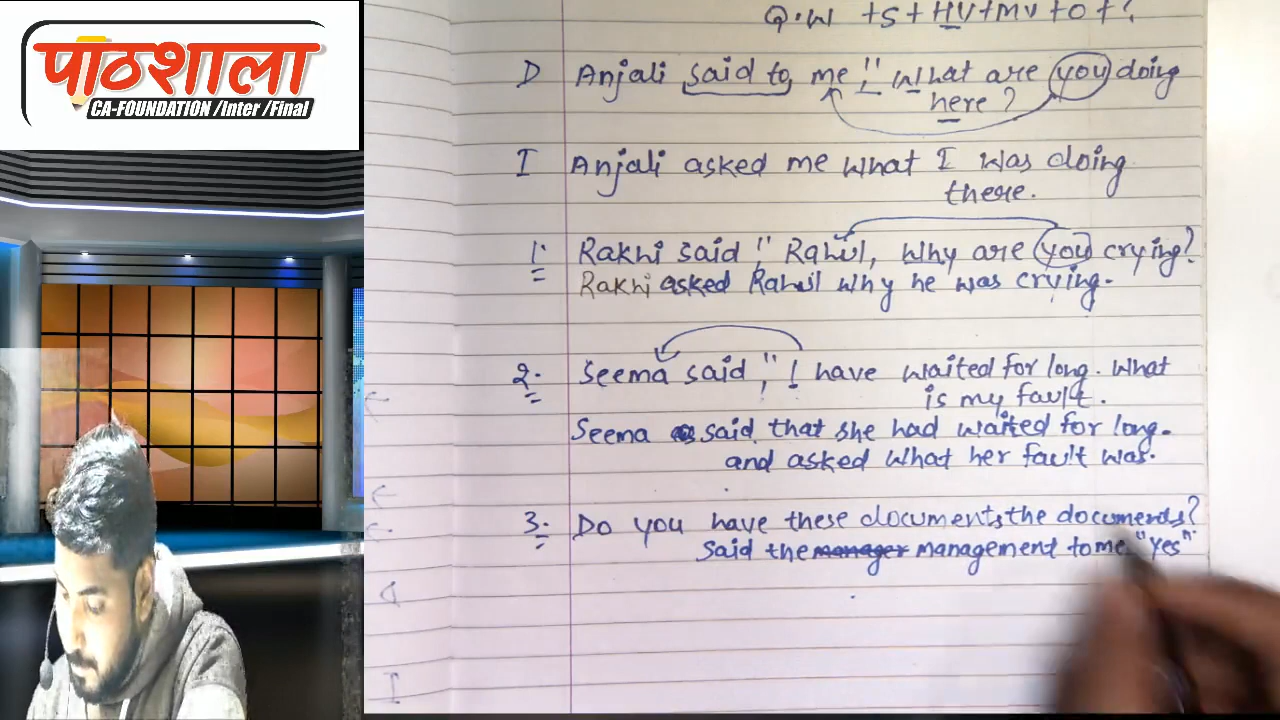 पाठशाला
CA-FOUNDATION /Inter /Final
Q.W +S + HV + MV + O + ?
D Anjali said to me ," What are you doing
here ?
I Anjali asked me what I was doing
there.
1. Rakhi said ," Rahul, Why are you crying?
Rakhi asked Rahul why he was crying.
2. Seema said ," I have waited for long. What
is my fault.
Seema said that she had waited for long.
and asked what her fault was.
3. Do you have these documents the documents?
Said the manager management to me "Yes".
I